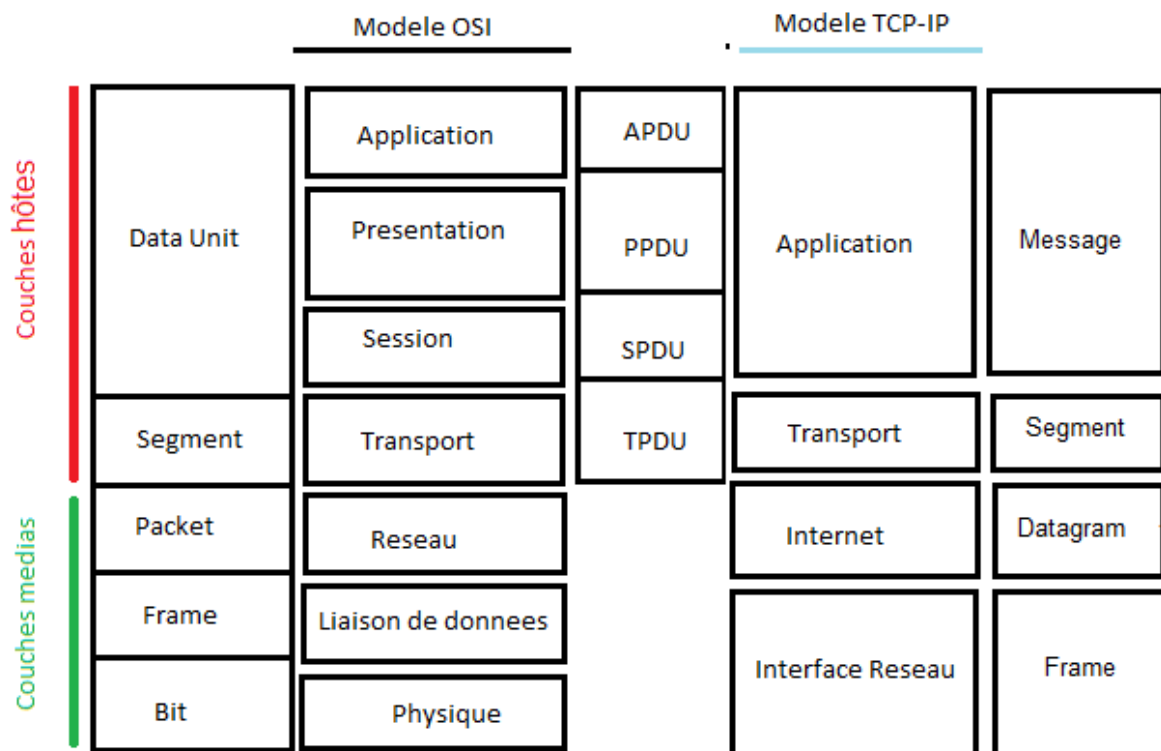 Modele OSI
Modele TCP-IP
Couches hôtes
Data Unit
Application
APDU
Application
Message
Presentation
PPDU
Session
SPDU
Segment
Transport
TPDU
Transport
Segment
Couches medias
Packet
Reseau
Internet
Datagram
Frame
Liaison de donnees
Interface Reseau
Frame
Bit
Physique